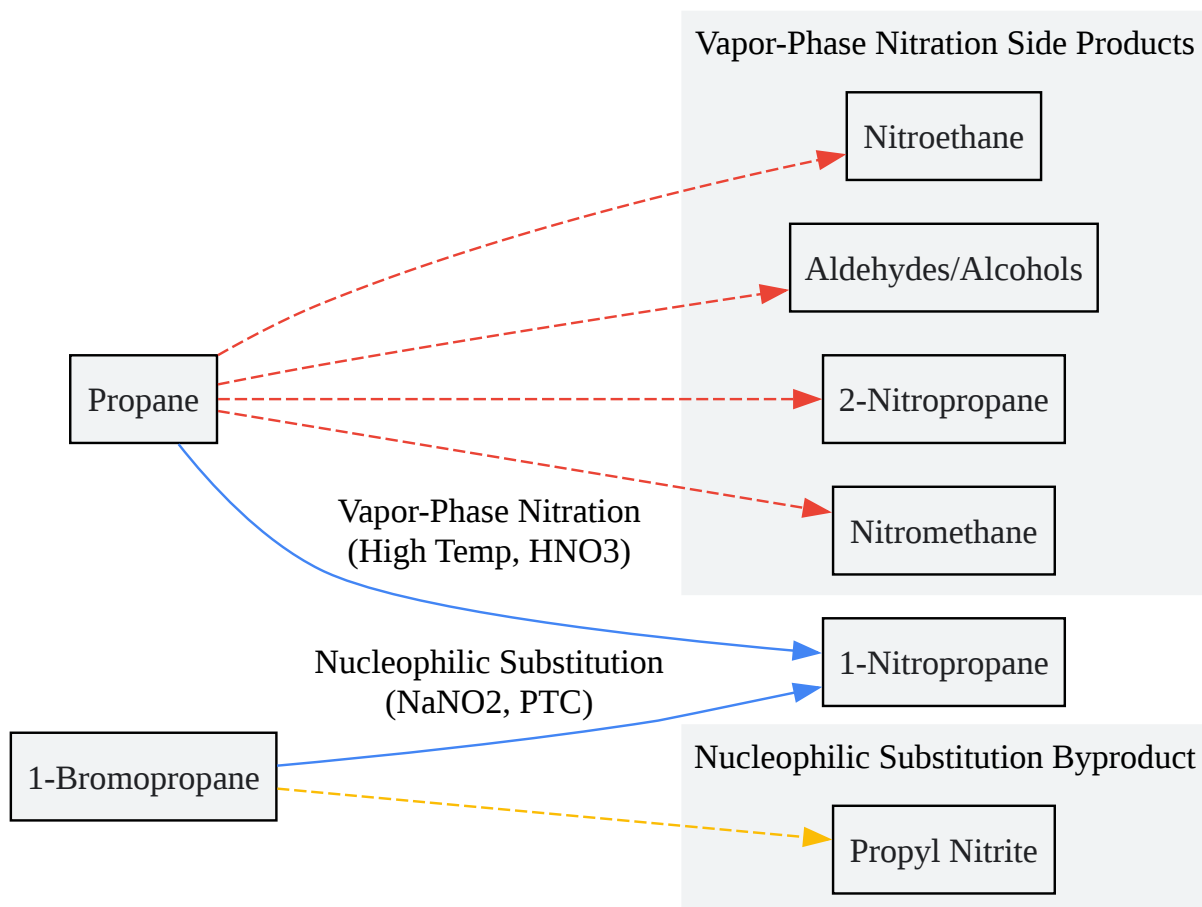 Vapor-Phase Nitration Side Products
Nitroethane
Aldehydes/Alcohols
Propane
2-Nitropropane
Vapor-Phase Nitration
(High Temp, HNO3)
Nitromethane
Nucleophilic Substitution
(NaNO2, PTC)
1-Nitropropane
1-Bromopropane
Nucleophilic Substitution Byproduct
Propyl Nitrite